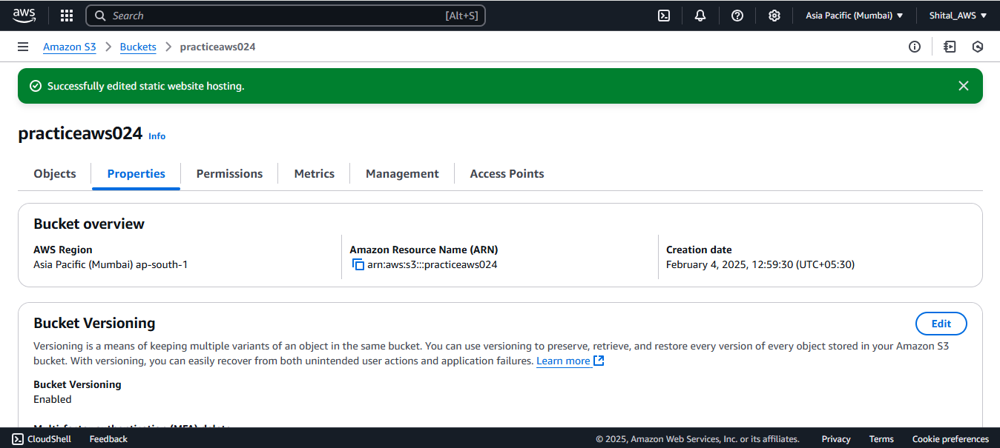 aws
Search [Alt+S]
Asia Pacific (Mumbai) Shital_AWS
Amazon S3 Buckets practiceaws024
Successfully edited static website hosting.
practiceaws024 Info
Objects Properties Permissions Metrics Management Access Points
Bucket overview
AWS Region
Asia Pacific (Mumbai) ap-south-1
Amazon Resource Name (ARN)
arn:aws:s3:::practiceaws024
Creation date
February 4, 2025, 12:59:30 (UTC+05:30)
Bucket Versioning
Edit
Versioning is a means of keeping multiple variants of an object in the same bucket. You can use versioning to preserve, retrieve, and restore every version of every object stored in your Amazon S3
bucket. With versioning, you can easily recover from both unintended user actions and application failures. Learn more
Bucket Versioning
Enabled
Multi-factor authentication (MFA) delete
CloudShell Feedback © 2025, Amazon Web Services, Inc. or its affiliates. Privacy Terms Cookie preferences